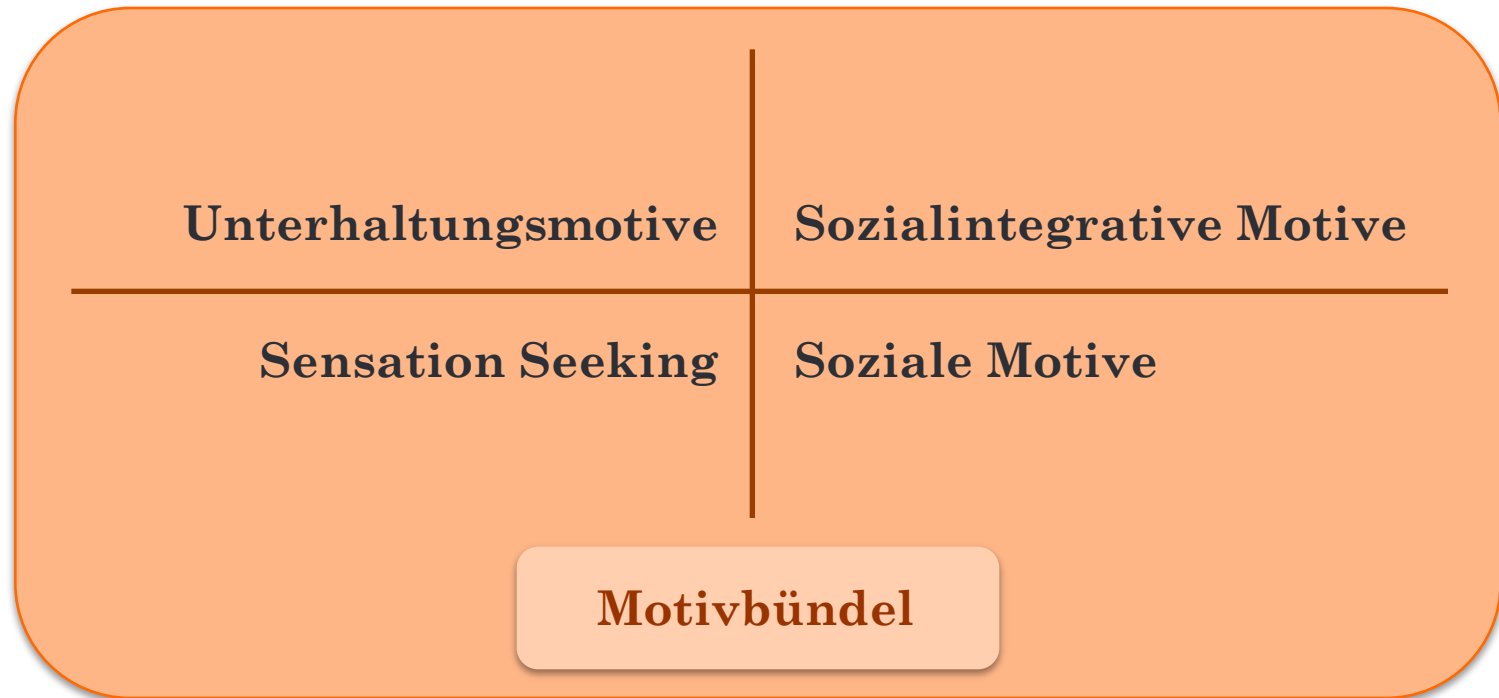 Unterhaltungsmotive
Sozialintegrative Motive
Sensation Seeking
Soziale Motive
Motivbündel